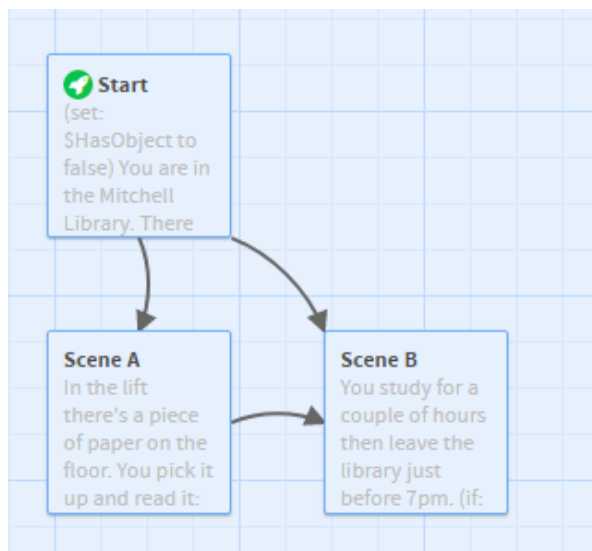 Start
(set:
$HasObject to
false) You are in
the Mitchell
Library. There
Scene A
In the lift
there's a piece
of paper on the
floor. You pick it
up and read it:
Scene B
You study for a
couple of hours
then leave the
library just
before 7pm. (if: